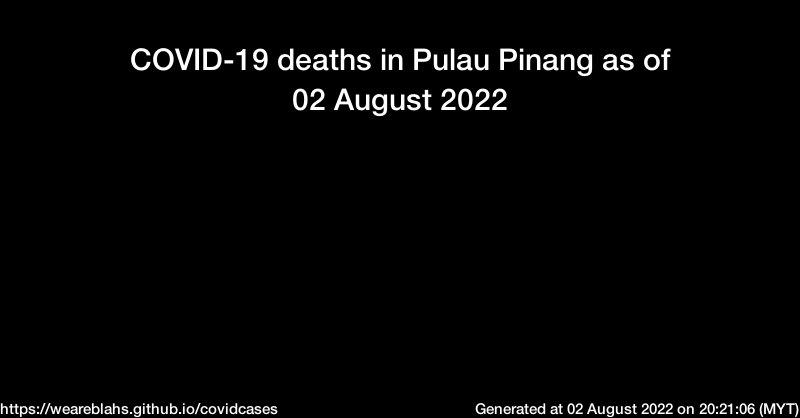 COVID-19 deaths in Pulau Pinang as of
02 August 2022
https://weareblahs.github.io/covidcases
Generated at 02 August 2022 on 20:21:06 (MYT)